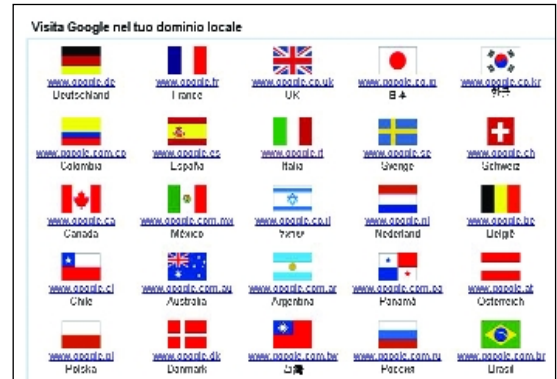 Visita Google nel tuo dominio locale
www.google.de www.google.fr www.google.co.uk www.google.co.jp www.google.co.kr
Deutschland France UK 日本 한국
www.google.com.co www.google.es www.google.it www.google.se www.google.ch
Colombia España Italia Sverige Schweiz
www.google.ca www.google.com.mx www.google.co.il www.google.nl www.google.be
Canada México ישראל Nederland België
www.google.cl www.google.com.au www.google.com.ar www.google.com.pa www.google.at
Chile Australia Argentina Panamá Österreich
www.google.pl www.google.dk www.google.com.tw www.google.com.ru www.google.com.br
Polska Danmark 台灣 Россия Brasil